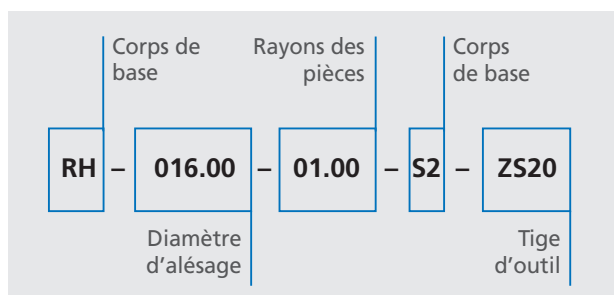 Corps de
base
Rayons des
pièces
Corps
de base
RH – 016.00 – 01.00 – S2 – ZS20
Diamètre
d'alésage
Tige
d'outil